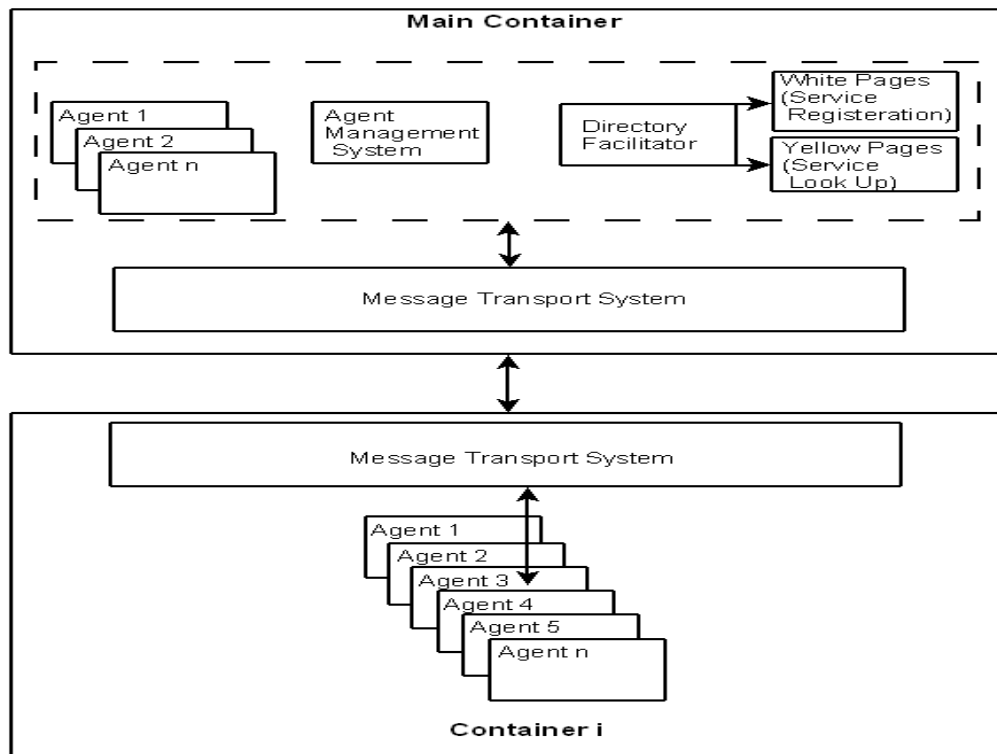 Main Container
Agent 1
Agent 2
Agent n
Agent
Management
System
Directory
Facilitator
White Pages
(Service
Registeration)
Yellow Pages
(Service
Look Up)
Message Transport System
Message Transport System
Agent 1
Agent 2
Agent 3
Agent 4
Agent 5
Agent n
Container i